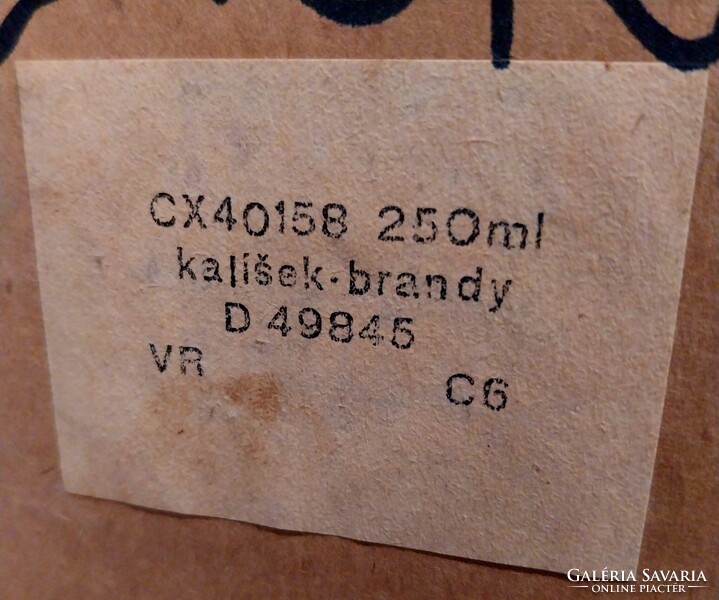 CX40158 250ml
kalíšek-brandy
D 49845
VR
C6
GALÉRIA SAVARIA
ONLINE PIACTÉR